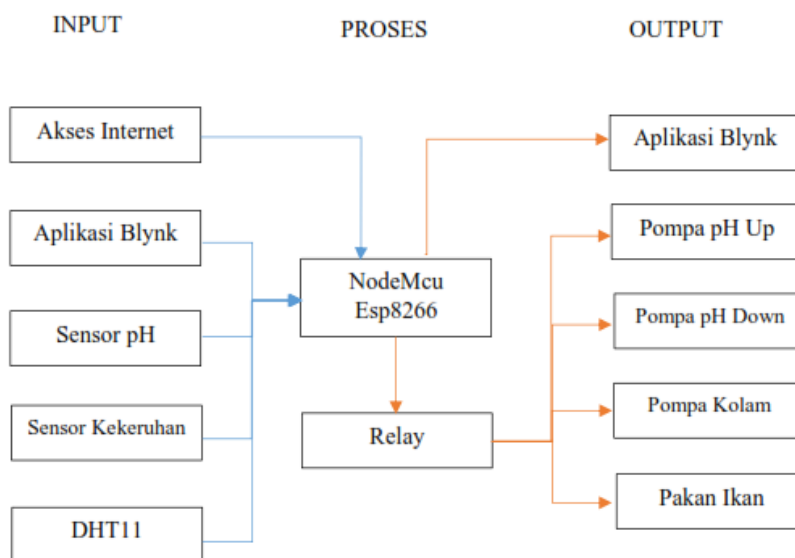 INPUT
PROSES
OUTPUT
Akses Internet
Aplikasi Blynk
Sensor pH
Sensor Kekeruhan
DHT11
NodeMcu
Esp8266
Relay
Aplikasi Blynk
Pompa pH Up
Pompa pH Down
Pompa Kolam
Pakan Ikan